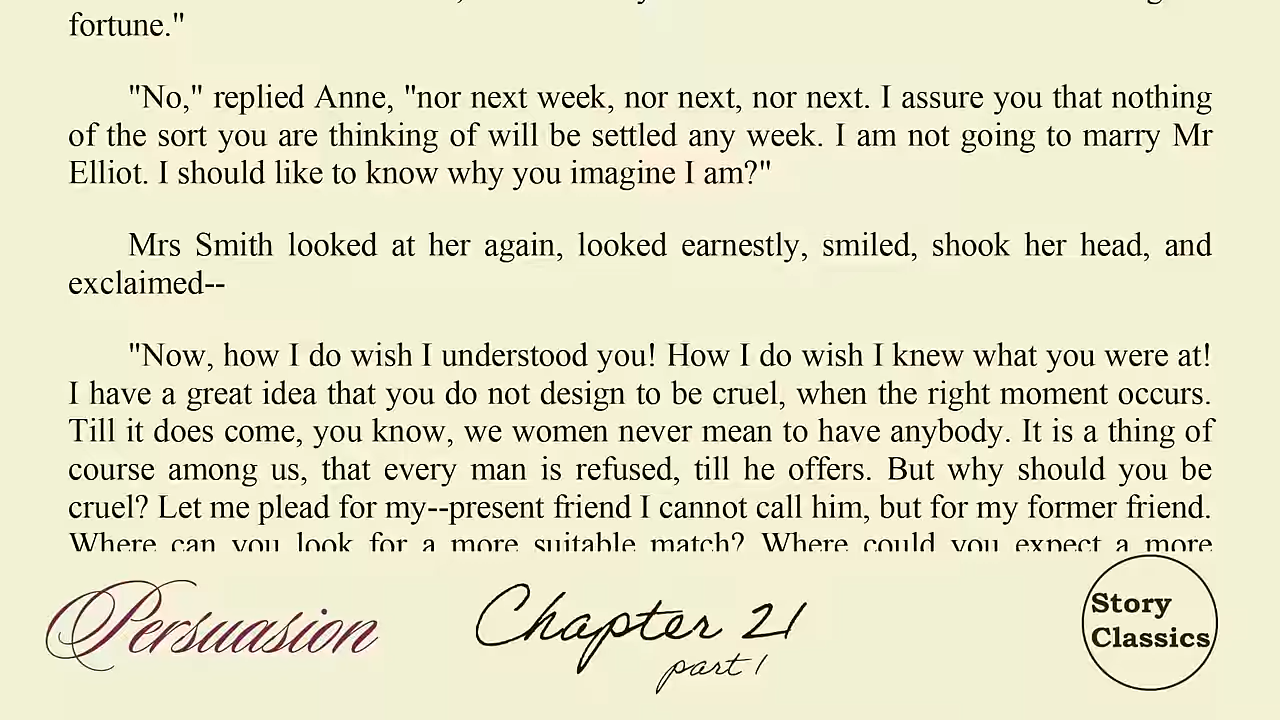 fortune."
"No," replied Anne, "nor next week, nor next, nor next. I assure you that nothing
of the sort you are thinking of will be settled any week. I am not going to marry Mr
Elliot. I should like to know why you imagine I am?"
Mrs Smith looked at her again, looked earnestly, smiled, shook her head, and
exclaimed--
"Now, how I do wish I understood you! How I do wish I knew what you were at!
I have a great idea that you do not design to be cruel, when the right moment occurs.
Till it does come, you know, we women never mean to have anybody. It is a thing of
course among us, that every man is refused, till he offers. But why should you be
cruel? Let me plead for my--present friend I cannot call him, but for my former friend.
Where can you look for a more suitable match? Where could you expect a more
Persuasion
Chapter 21
part 1
Story
Classics